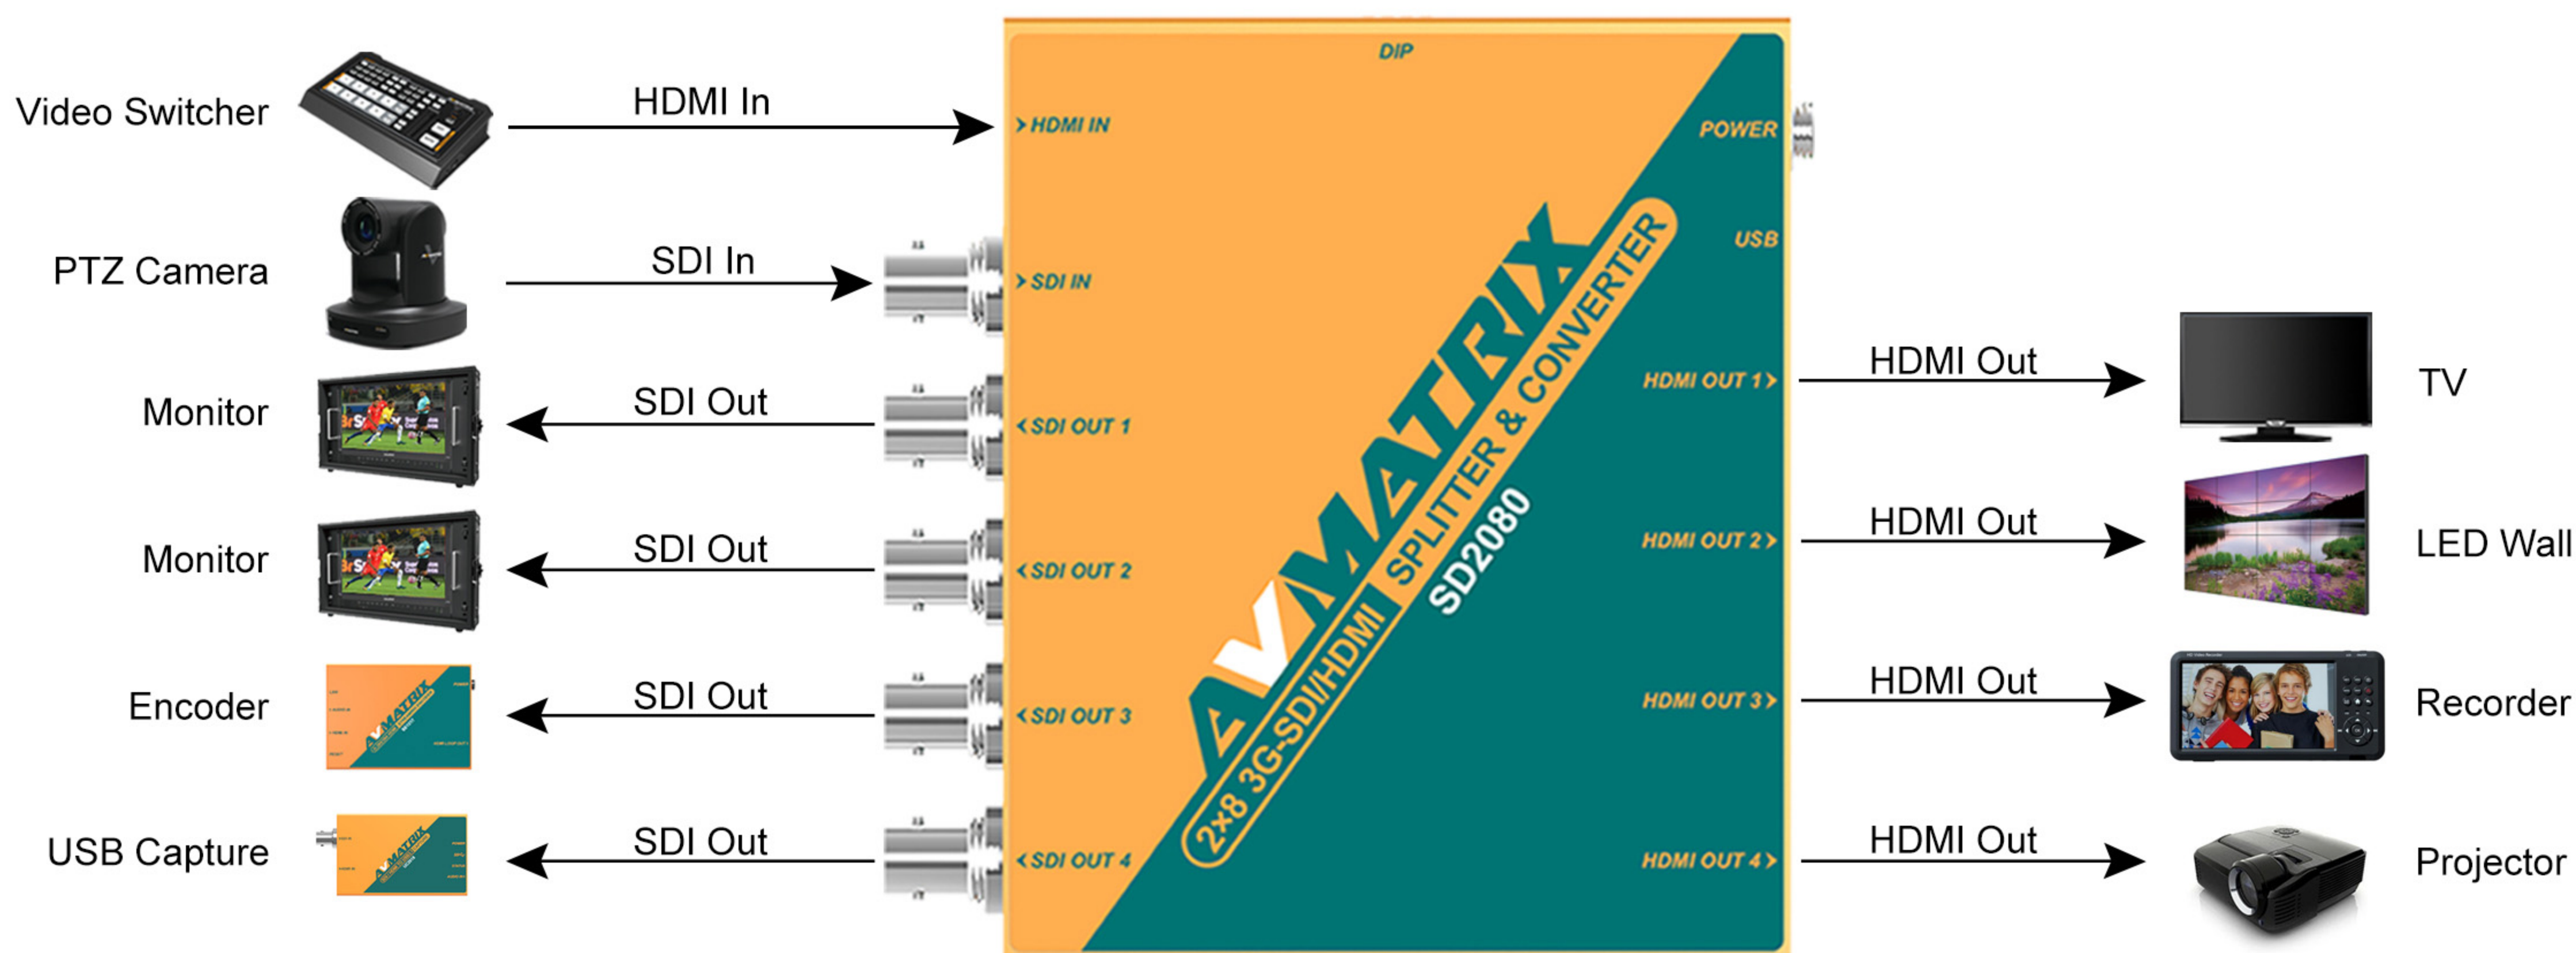 DIP
Video Switcher
HDMI In
> HDMI IN
POWER
PTZ Camera
SDI In
> SDI IN
USB
Monitor
SDI Out
< SDI OUT 1
HDMI OUT 1 >
HDMI Out
TV
Monitor
SDI Out
< SDI OUT 2
HDMI OUT 2 >
HDMI Out
LED Wall
Encoder
SDI Out
< SDI OUT 3
HDMI OUT 3 >
HDMI Out
Recorder
USB Capture
SDI Out
< SDI OUT 4
HDMI OUT 4 >
HDMI Out
Projector
AVMATRIX
2×8 3G-SDI/HDMI SPLITTER & CONVERTER
SD2080
AVMATRIX
AVMATRIX